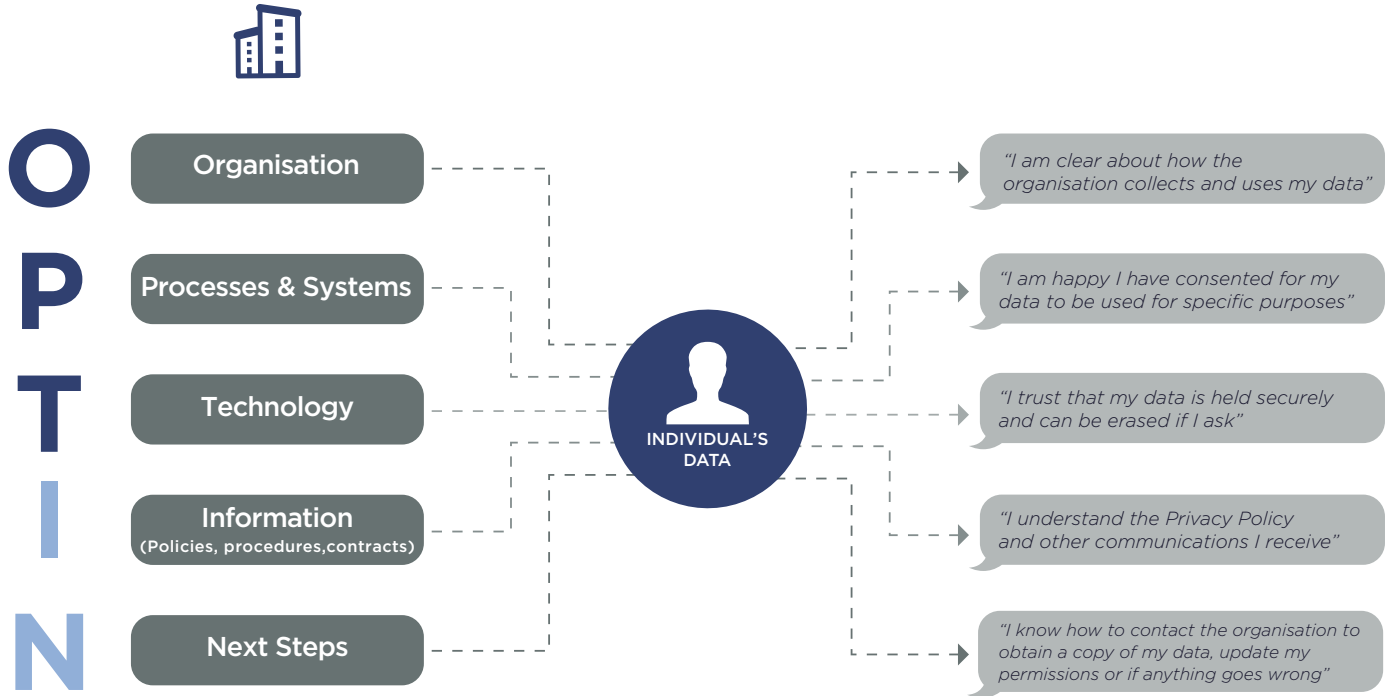 O
Organisation
"I am clear about how the
organisation collects and uses my data"
P
Processes & Systems
"I am happy I have consented for my
data to be used for specific purposes"
T
Technology
"I trust that my data is held securely
and can be erased if I ask"
INDIVIDUAL'S
DATA
I
Information
(Policies, procedures,contracts)
"I understand the Privacy Policy
and other communications I receive"
N
Next Steps
"I know how to contact the organisation to
obtain a copy of my data, update my
permissions or if anything goes wrong"